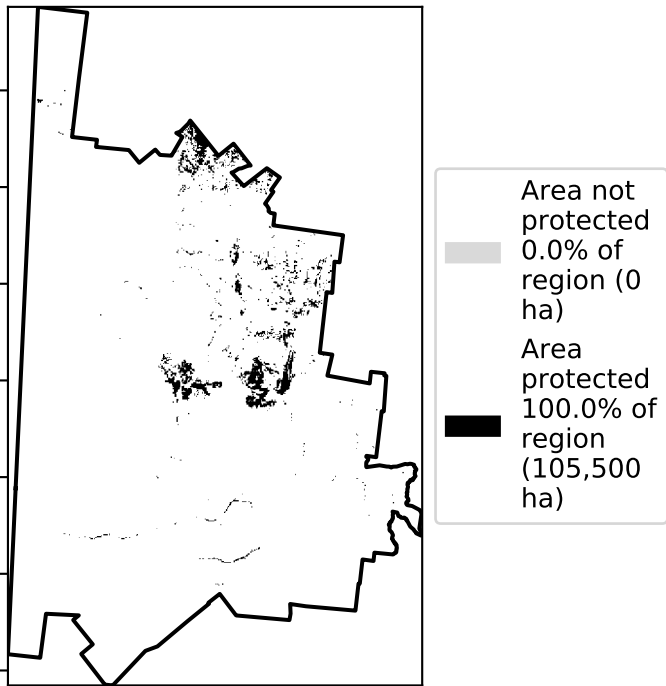 Area not
protected
0.0% of
region (0
ha)
Area
protected
100.0% of
region
(105,500
ha)